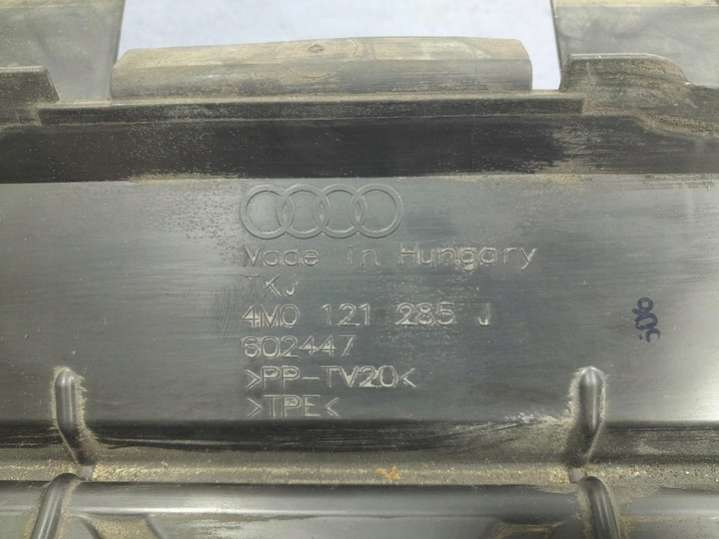 Made in Hungary
TKJ
4M0 121 285 J
602447
>PP-TV20<
>TPE<